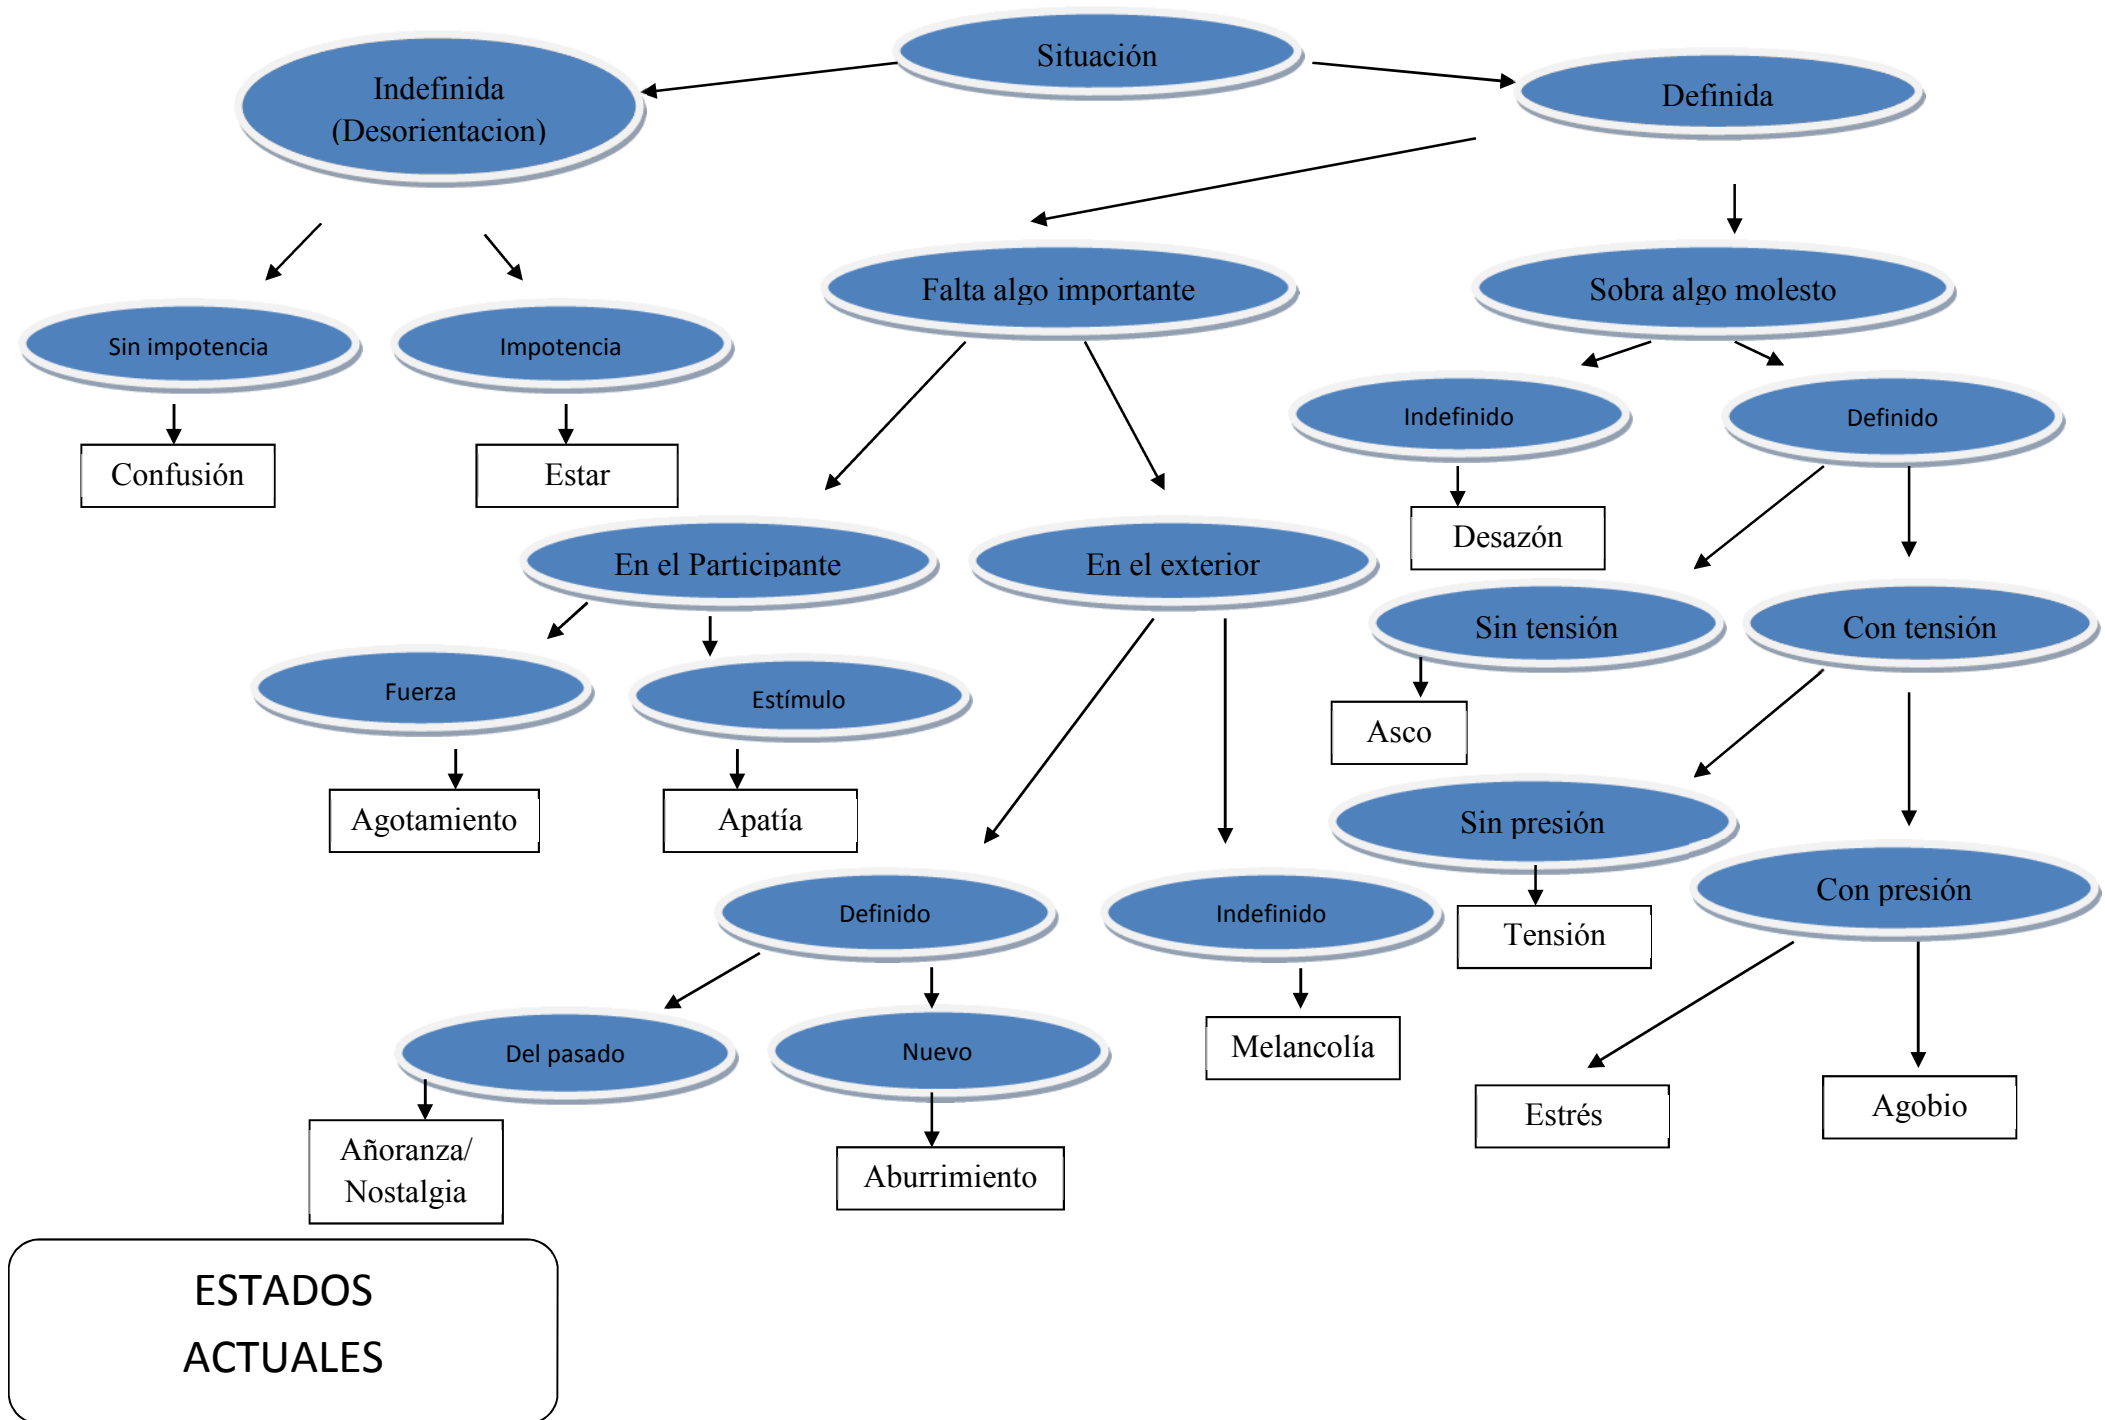 Situación
Indefinida
(Desorientacion)
Definida
Falta algo importante
Sobra algo molesto
Sin impotencia
Impotencia
Indefinido
Definido
Confusión
Estar
Desazón
En el Participante
En el exterior
Sin tensión
Con tensión
Fuerza
Estímulo
Asco
Agotamiento
Apatía
Sin presión
Con presión
Definido
Indefinido
Tensión
Del pasado
Nuevo
Melancolía
Estrés
Agobio
Añoranza/
Nostalgia
Aburrimiento
ESTADOS
ACTUALES